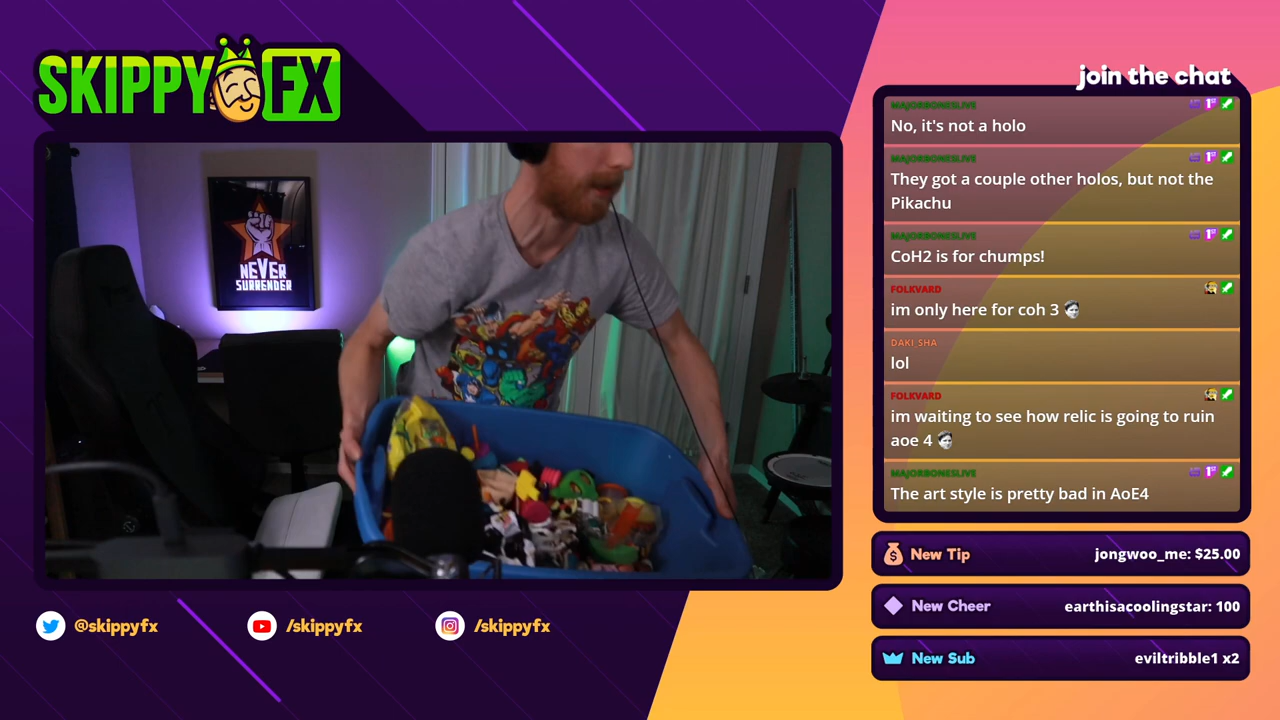 SKIPPY FX
join the chat
MAJORBONESLIVE
No, it's not a holo
MAJORBONESLIVE
They got a couple other holos, but not the
Pikachu
MAJORBONESLIVE
CoH2 is for chumps!
FOLKVARD
im only here for coh 3
DAKI_SHA
lol
FOLKVARD
im waiting to see how relic is going to ruin
aoe 4
MAJORBONESLIVE
The art style is pretty bad in AoE4
NEVER
SURRENDER
New Tip jongwoo_me: $25.00
New Cheer earthisacoolingstar: 100
New Sub eviltribble1 x2
@skippyfx /skippyfx /skippyfx